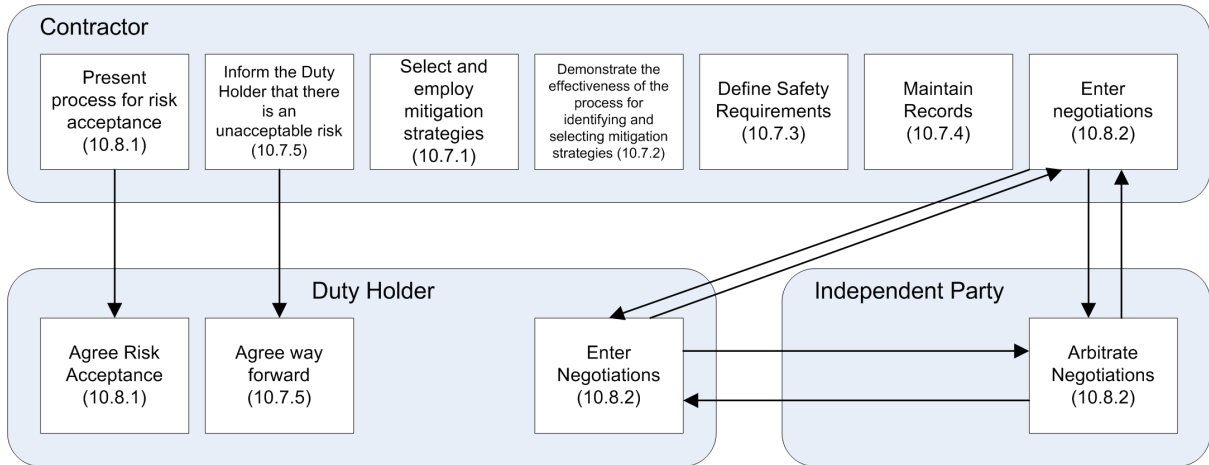 Contractor
Present
process for risk
acceptance
(10.8.1)
Inform the Duty
Holder that there
is an
unacceptable risk
(10.7.5)
Select and
employ
mitigation
strategies
(10.7.1)
Demonstrate the
effectiveness of the
process for
identifying and
selecting mitigation
strategies (10.7.2)
Define Safety
Requirements
(10.7.3)
Maintain
Records
(10.7.4)
Enter
negotiations
(10.8.2)
Duty Holder
Agree Risk
Acceptance
(10.8.1)
Agree way
forward
(10.7.5)
Enter
Negotiations
(10.8.2)
Independent Party
Arbitrate
Negotiations
(10.8.2)